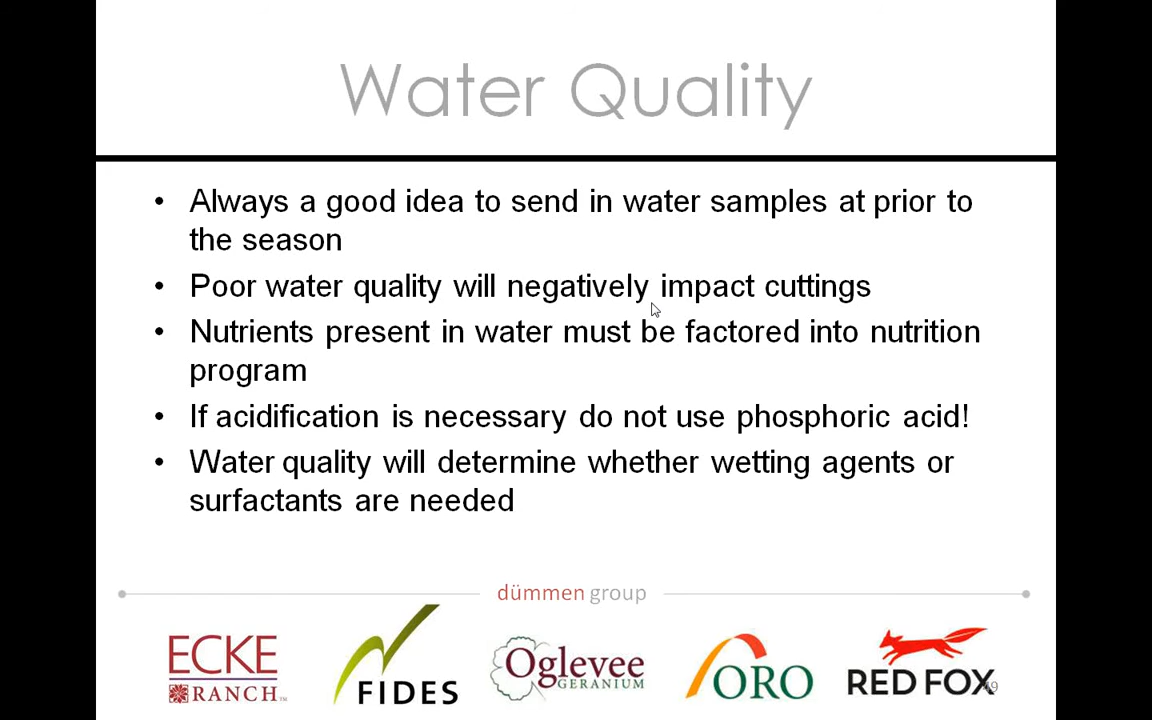 Water Quality
• Always a good idea to send in water samples at prior to
the season
• Poor water quality will negatively impact cuttings
• Nutrients present in water must be factored into nutrition
program
• If acidification is necessary do not use phosphoric acid!
• Water quality will determine whether wetting agents or
surfactants are needed
dümmen group
ECKE
RANCH™
FIDES
Oglevee
GERANIUM
ORO
RED FOX